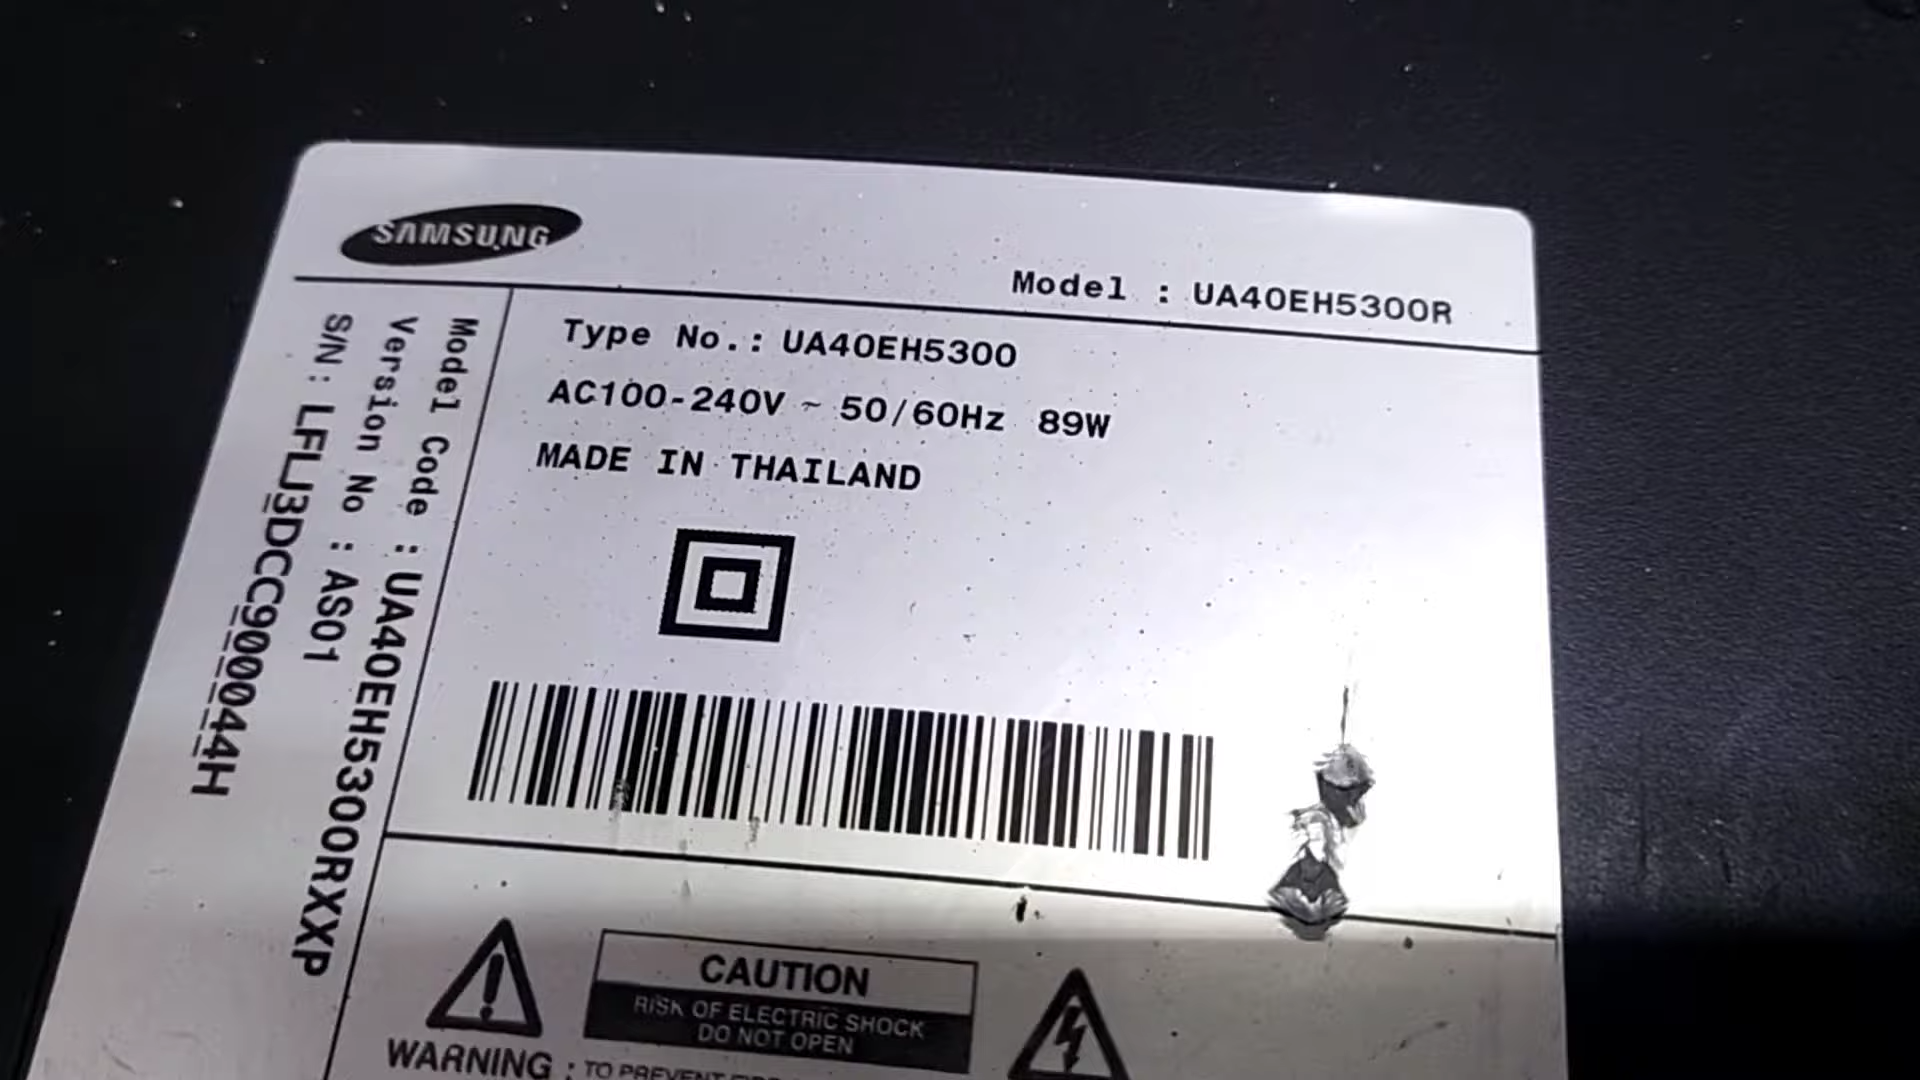 SAMSUNG
Model : UA40EH5300R
Type No.: UA40EH5300
AC100-240V ~ 50/60Hz 89W
MADE IN THAILAND
Model Code : UA40EH5300RXXP
Version No : AS01
S/N: LFLJ3DCC900044H
CAUTION
RISK OF ELECTRIC SHOCK
DO NOT OPEN
WARNING : TO PREVENT